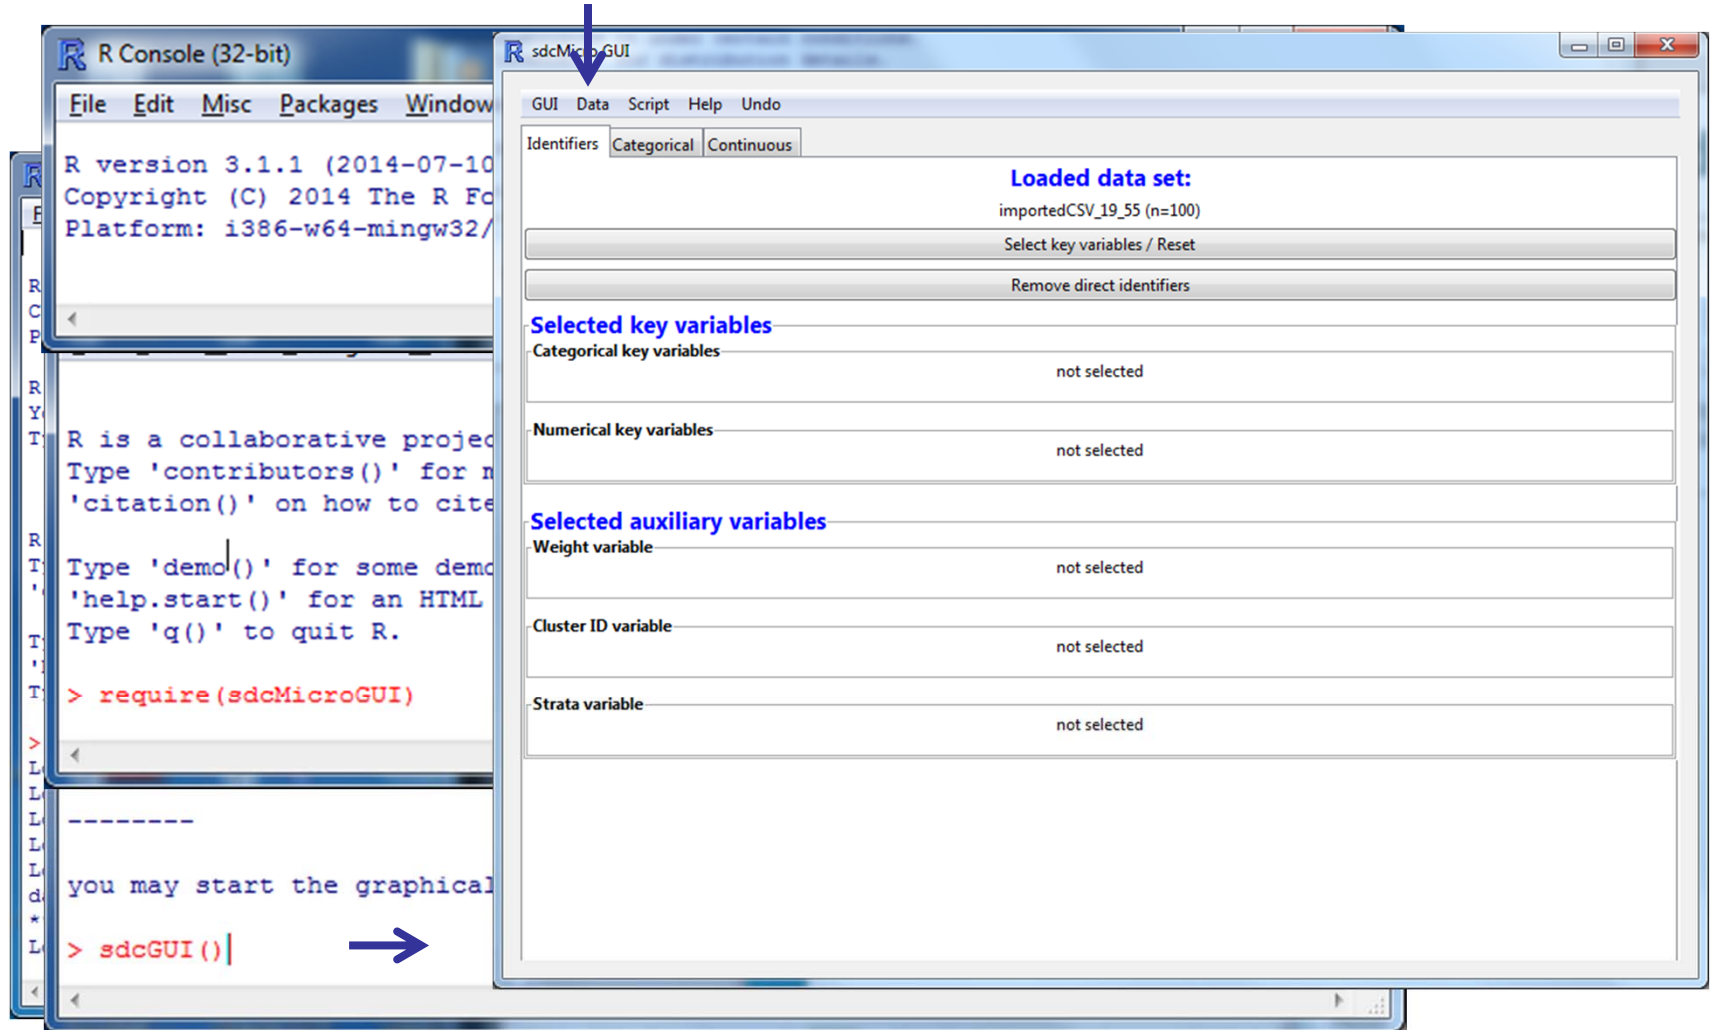 R Console (32-bit)
File Edit Misc Packages Window
R version 3.1.1 (2014-07-10
Copyright (C) 2014 The R Fo
Platform: i386-w64-mingw32/
R is a collaborative projec
Type 'contributors()' for m
'citation()' on how to cite
Type 'demo()' for some demo
'help.start()' for an HTML
Type 'q()' to quit R.
> require(sdcMicroGUI)
--------
you may start the graphical
> sdcGUI()
sdcMicro GUI
GUI Data Script Help Undo
Identifiers Categorical Continuous
Loaded data set:
importedCSV_19_55 (n=100)
Select key variables / Reset
Remove direct identifiers
Selected key variables
Categorical key variables
not selected
Numerical key variables
not selected
Selected auxiliary variables
Weight variable
not selected
Cluster ID variable
not selected
Strata variable
not selected